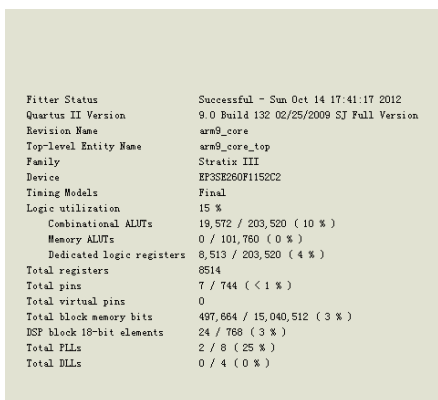 Fitter Status Successful - Sun Oct 14 17:41:17 2012
Quartus II Version 9.0 Build 132 02/25/2009 SJ Full Version
Revision Name arm9_core
Top-level Entity Name arm9_core_top
Family Stratix III
Device EP3SE260F1152C2
Timing Models Final
Logic utilization 15 %
Combinational ALUTs 19,572 / 203,520 ( 10 % )
Memory ALUTs 0 / 101,760 ( 0 % )
Dedicated logic registers 8,513 / 203,520 ( 4 % )
Total registers 8514
Total pins 7 / 744 ( < 1 % )
Total virtual pins 0
Total block memory bits 497,664 / 15,040,512 ( 3 % )
DSP block 18-bit elements 24 / 768 ( 3 % )
Total PLLs 2 / 8 ( 25 % )
Total DLLs 0 / 4 ( 0 % )